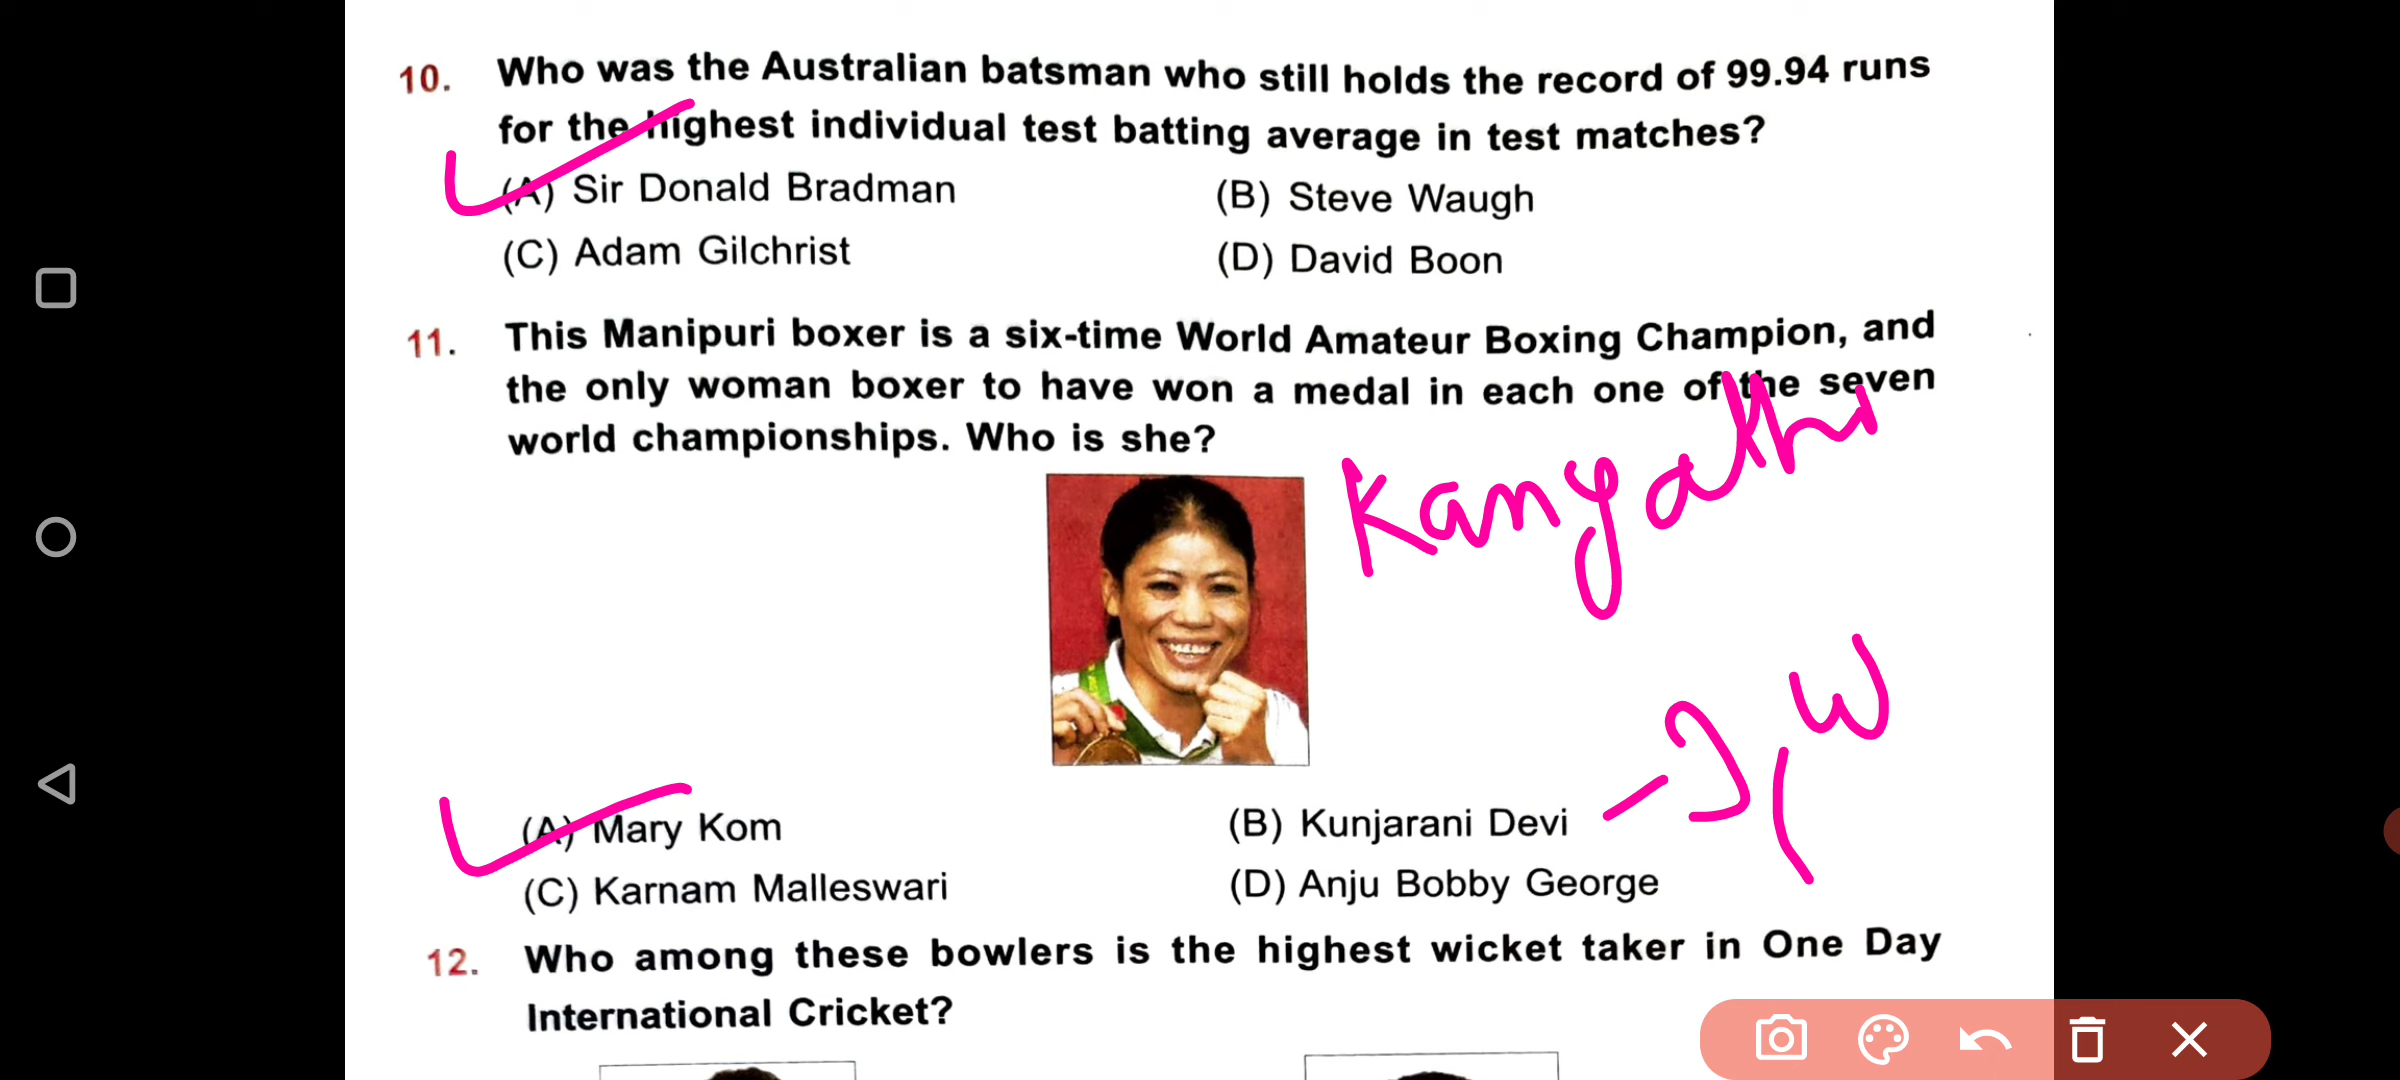 10. Who was the Australian batsman who still holds the record of 99.94 runs
for the highest individual test batting average in test matches?
(A) Sir Donald Bradman (B) Steve Waugh
(C) Adam Gilchrist (D) David Boon
11. This Manipuri boxer is a six-time World Amateur Boxing Champion, and
the only woman boxer to have won a medal in each one of the seven
world championships. Who is she?
(A) Mary Kom (B) Kunjarani Devi
(C) Karnam Malleswari (D) Anju Bobby George
12. Who among these bowlers is the highest wicket taker in One Day
International Cricket?